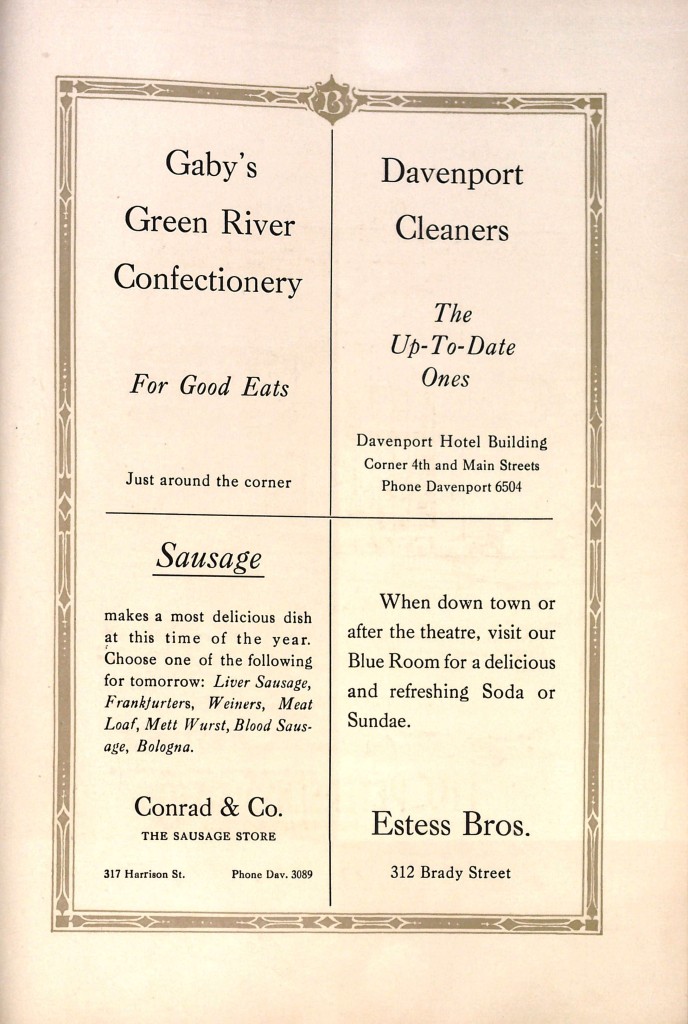 B
Gaby's
Green River
Confectionery
For Good Eats
Just around the corner
Davenport
Cleaners
The
Up-To-Date
Ones
Davenport Hotel Building
Corner 4th and Main Streets
Phone Davenport 6504
Sausage
makes a most delicious dish
at this time of the year.
Choose one of the following
for tomorrow: Liver Sausage,
Frankfurters, Weiners, Meat
Loaf, Mett Wurst, Blood Saus-
age, Bologna.
Conrad & Co.
THE SAUSAGE STORE
317 Harrison St. Phone Dav. 3089
When down town or
after the theatre, visit our
Blue Room for a delicious
and refreshing Soda or
Sundae.
Estess Bros.
312 Brady Street